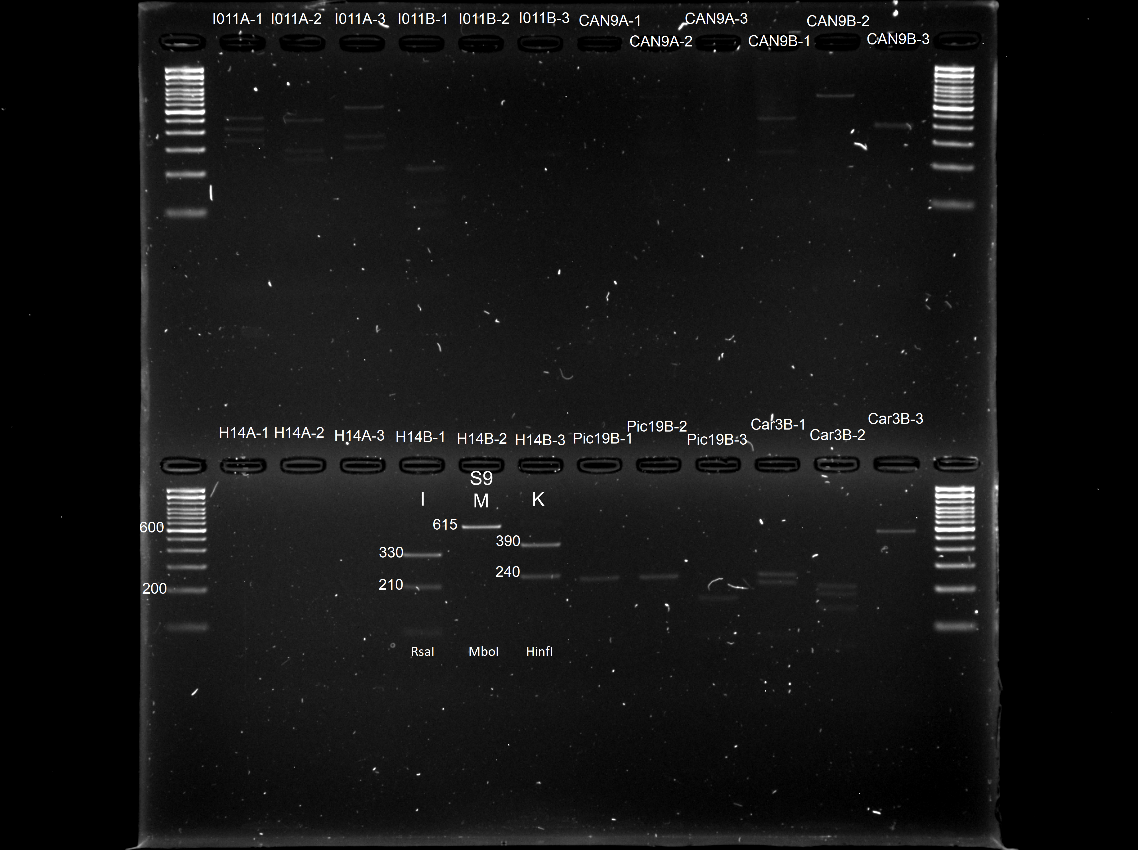 I011A-1 I011A-2 I011A-3 I011B-1 I011B-2 I011B-3 CAN9A-1 CAN9A-3 CAN9B-2
CAN9A-2 CAN9B-1 CAN9B-3
H14A-1 H14A-2 H14A-3 H14B-1 H14B-2 H14B-3 Pic19B-1 Pic19B-2 Pic19B-3 Car3B-1 Car3B-2 Car3B-3
S9
I M K
600 615
390
330
240
210
200
RsaI MboI HinfI